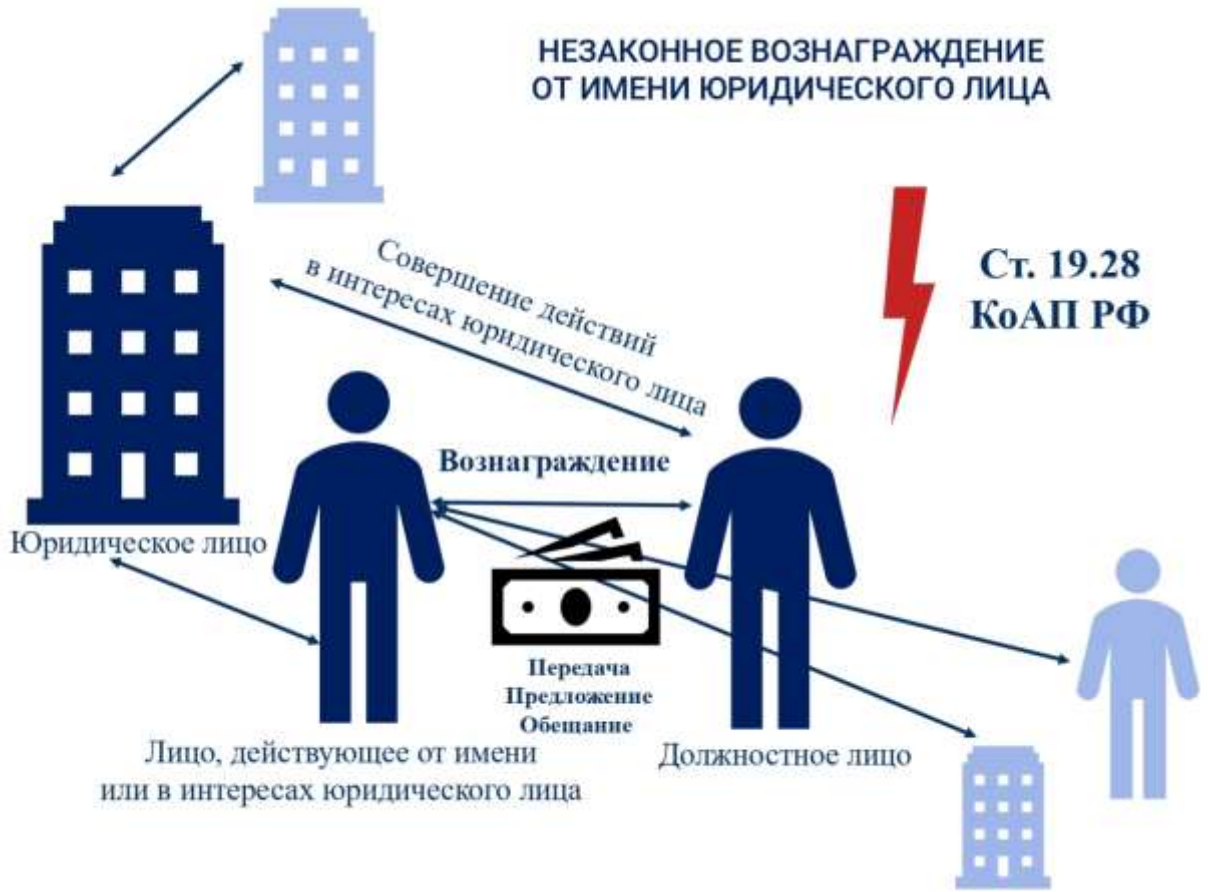 НЕЗАКОННОЕ ВОЗНАГРАЖДЕНИЕ
ОТ ИМЕНИ ЮРИДИЧЕСКОГО ЛИЦА
Ст. 19.28
КоАП РФ
Совершение действий
в интересах юридического лица
Вознаграждение
Юридическое лицо
Передача
Предложение
Обещание
Лицо, действующее от имени
или в интересах юридического лица
Должностное лицо